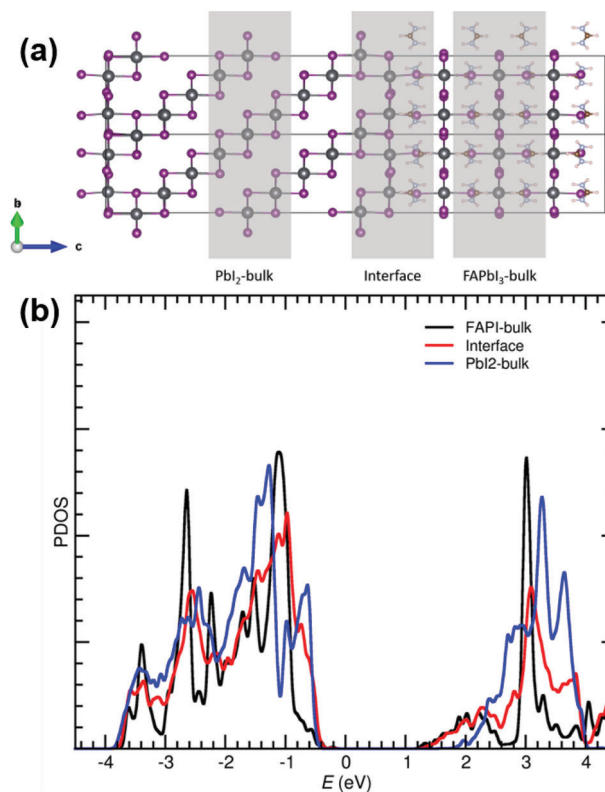 (a)
b
c
PbI₂-bulk Interface FAPbI₃-bulk
(b)
FAPI-bulk
Interface
PbI2-bulk
PDOS
-4 -3 -2 -1 0 1 2 3 4
E (eV)